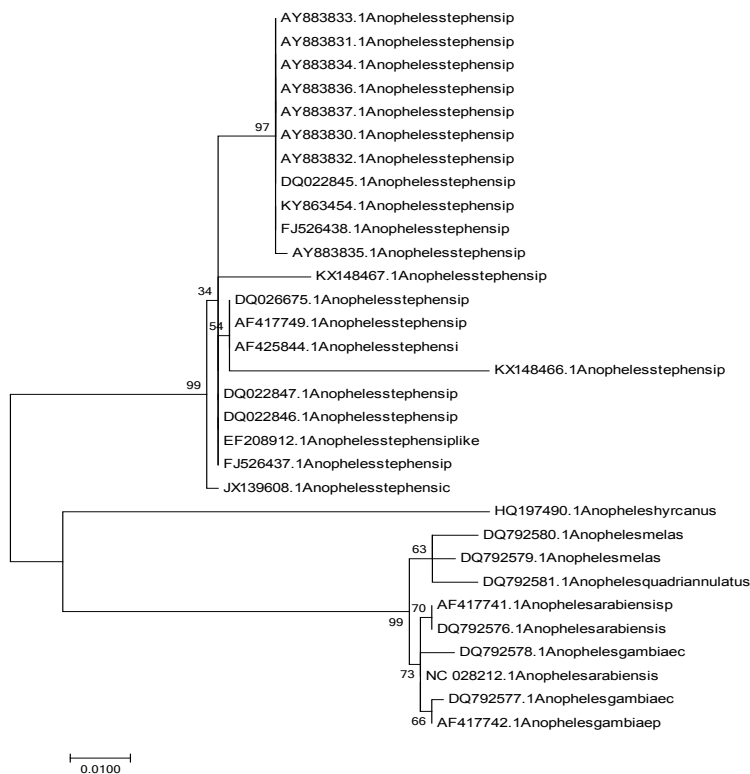 AY883833.1Anophelesstephensip
AY883831.1Anophelesstephensip
AY883834.1Anophelesstephensip
AY883836.1Anophelesstephensip
AY883837.1Anophelesstephensip
97
AY883830.1Anophelesstephensip
AY883832.1Anophelesstephensip
DQ022845.1Anophelesstephensip
KY863454.1Anophelesstephensip
FJ526438.1Anophelesstephensip
AY883835.1Anophelesstephensip
KX148467.1Anophelesstephensip
34
DQ026675.1Anophelesstephensip
54
AF417749.1Anophelesstephensip
AF425844.1Anophelesstephensi
KX148466.1Anophelesstephensip
99
DQ022847.1Anophelesstephensip
DQ022846.1Anophelesstephensip
EF208912.1Anophelesstephensiplike
FJ526437.1Anophelesstephensip
JX139608.1Anophelesstephensic
HQ197490.1Anopheleshyrcanus
DQ792580.1Anophelesmelas
63
DQ792579.1Anophelesmelas
DQ792581.1Anophelesquadriannulatus
70
AF417741.1Anophelesarabiensisp
99
DQ792576.1Anophelesarabiensis
DQ792578.1Anophelesgambiaec
73
NC 028212.1Anophelesarabiensis
DQ792577.1Anophelesgambiaec
66
AF417742.1Anophelesgambiaep
0.0100